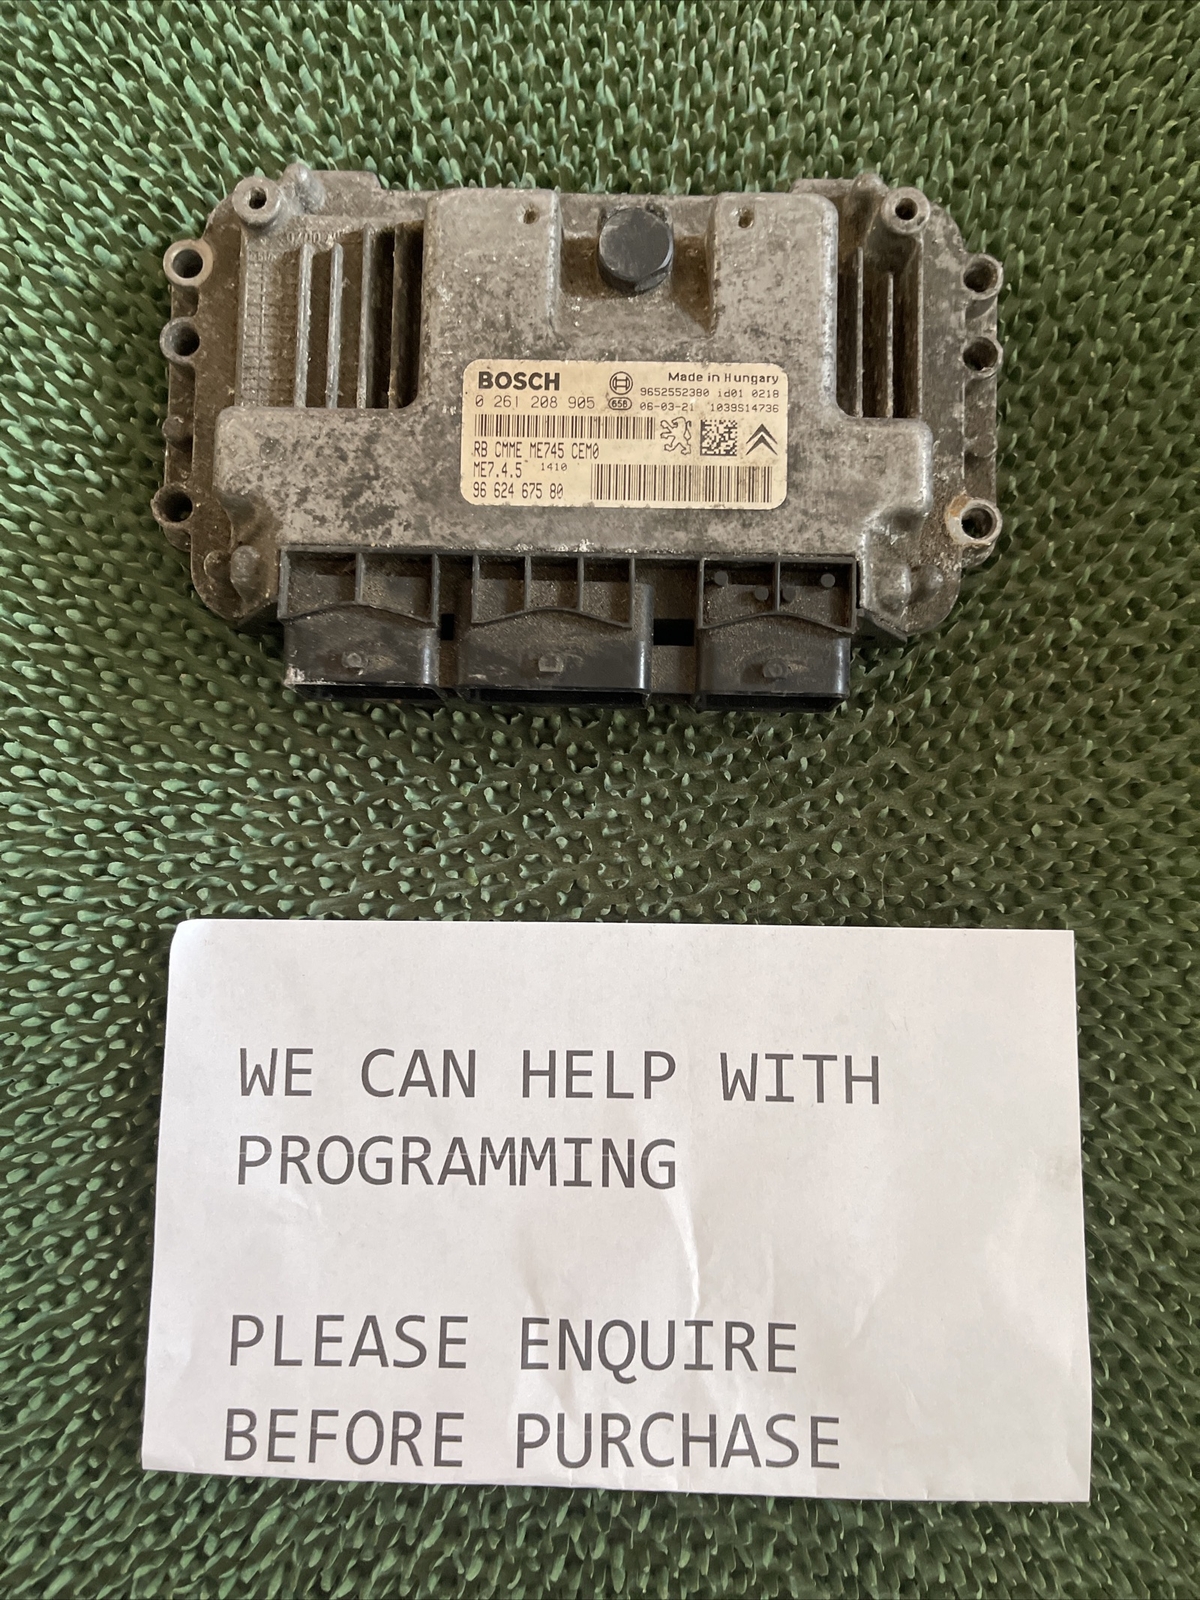 BOSCH
Made in Hungary
0 261 208 905
9652552380 id01 0218
656 06-03-21 1039S14736
RB CMME ME745 CEM0
ME7.4.5 1410
96 624 675 80
WE CAN HELP WITH
PROGRAMMING
PLEASE ENQUIRE
BEFORE PURCHASE